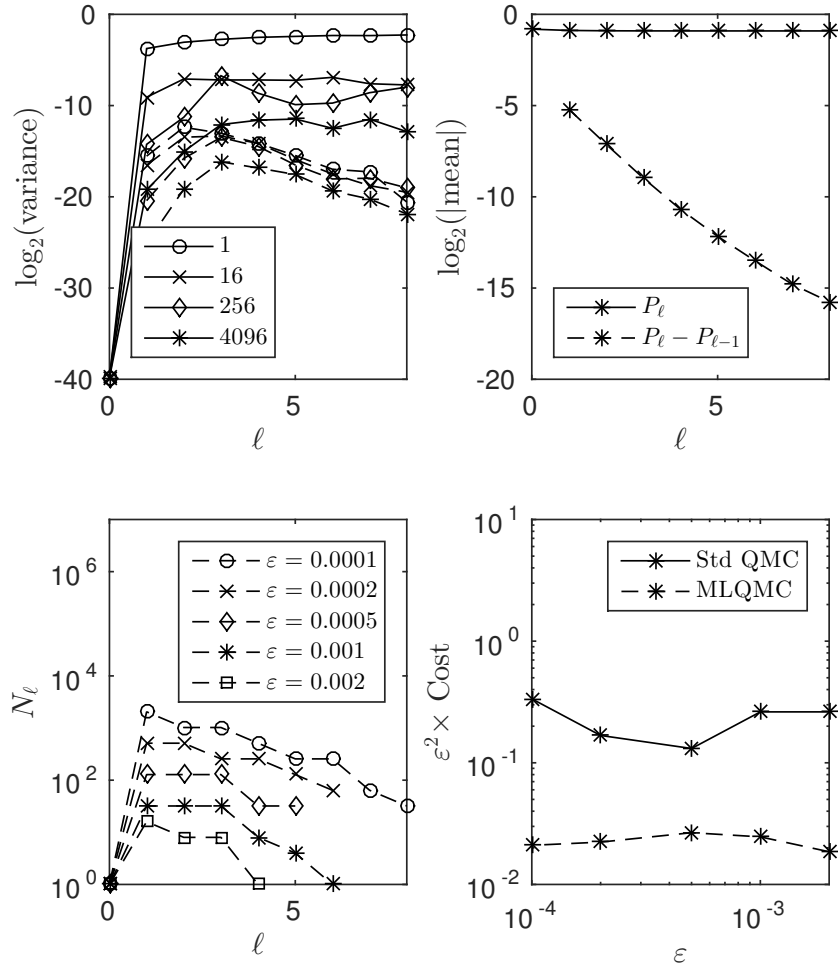 0
-10
-20
-30
-40
log₂(variance)
0
5
ℓ
1
16
256
4096
0
-5
-10
-15
-20
log₂(|mean|)
0
5
ℓ
P_ℓ
P_ℓ − P_{ℓ−1}
10⁶
10⁴
10²
10⁰
N_ℓ
0
5
ℓ
ε = 0.0001
ε = 0.0002
ε = 0.0005
ε = 0.001
ε = 0.002
10¹
10⁰
10⁻¹
10⁻²
ε² × Cost
10⁻⁴
10⁻³
ε
Std QMC
MLQMC